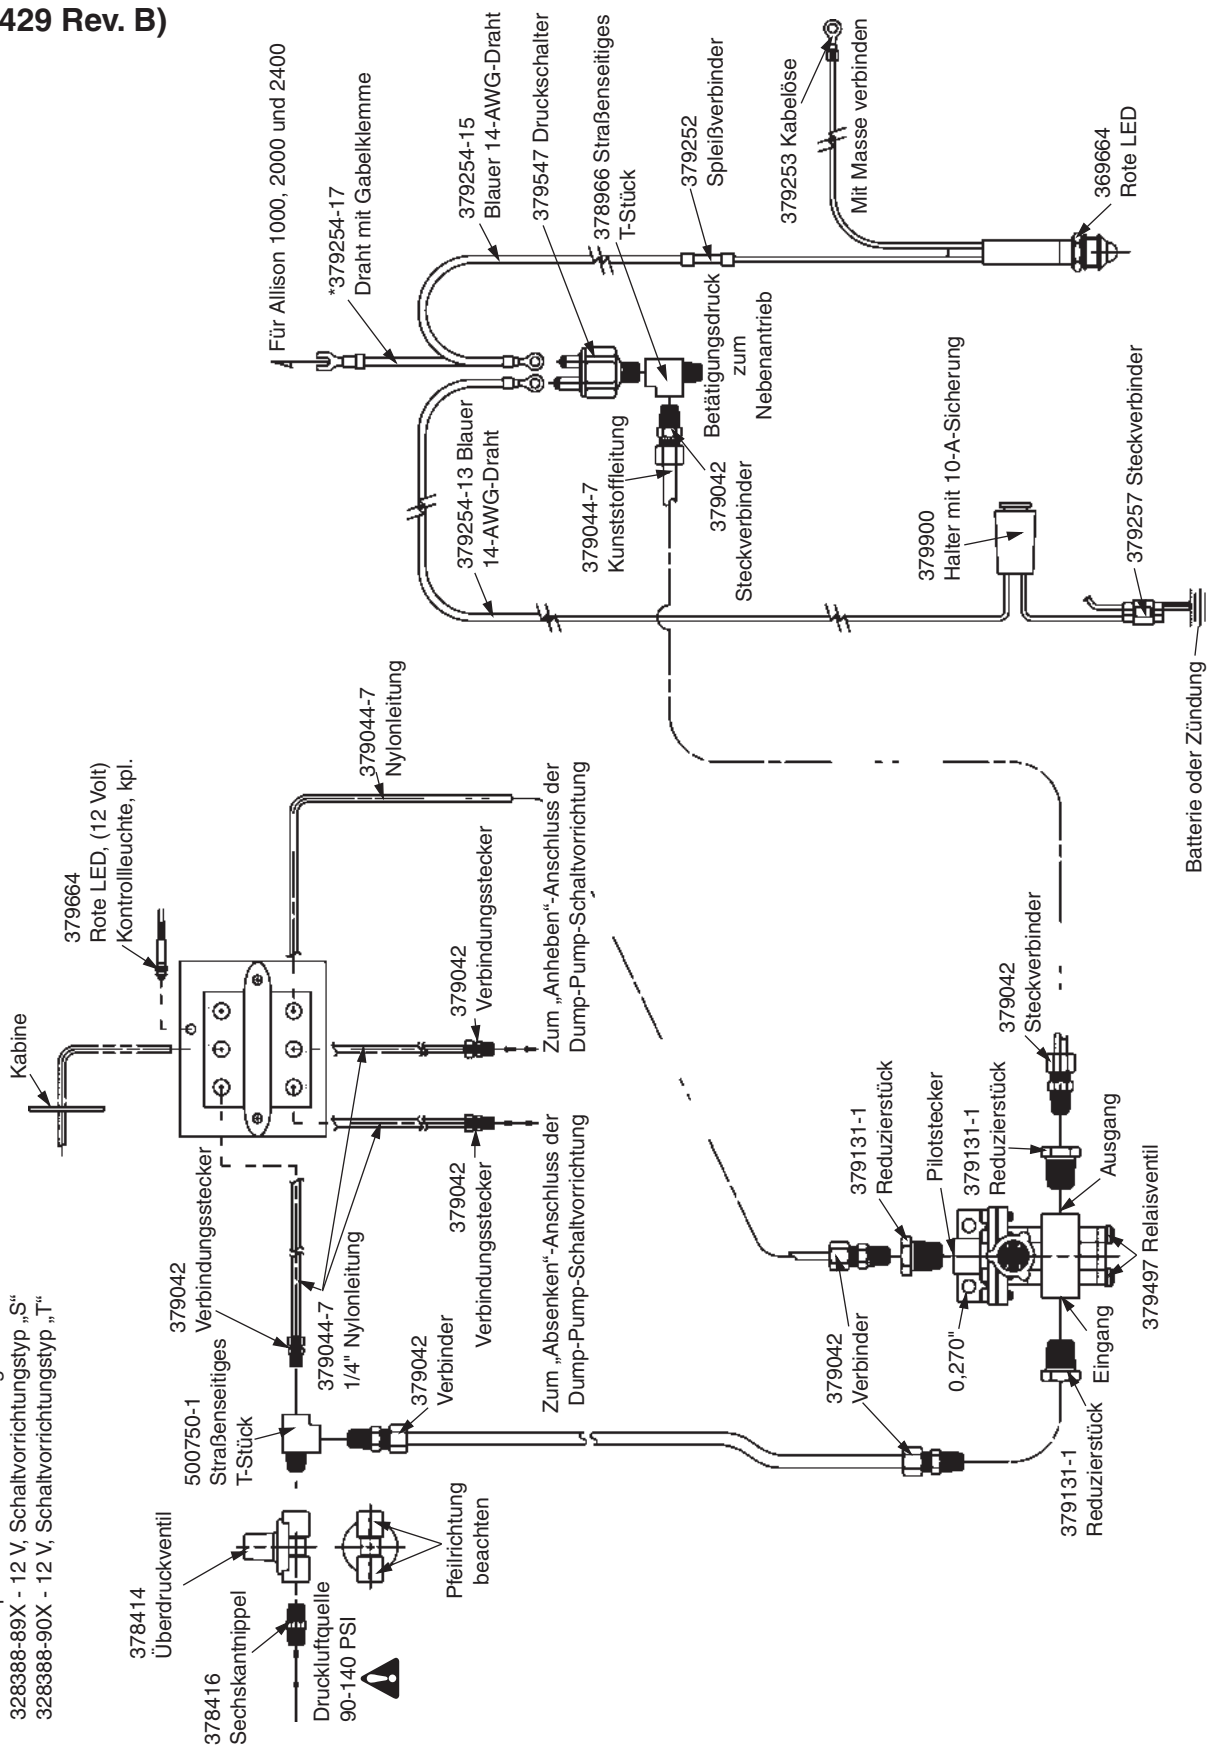 429 Rev. B)
328388-89X - 12 V, Schaltvorrichtungstyp „S“
328388-90X - 12 V, Schaltvorrichtungstyp „T“
378416
Sechskantnippel
378414
Überdruckventil
Druckluftquelle
90-140 PSI
Pfeilrichtung
beachten
500750-1
Straßenseitiges
T-Stück
379042
Verbindungsstecker
379044-7
1/4" Nylonleitung
379042
Verbinder
Kabine
379664
Rote LED, (12 Volt)
Kontrollleuchte, kpl.
379042
Verbindungsstecker
379042
Verbindungsstecker
Zum „Absenken“-Anschluss der
Dump-Pump-Schaltvorrichtung
Zum „Anheben“-Anschluss der
Dump-Pump-Schaltvorrichtung
379044-7
Nylonleitung
Für Allison 1000, 2000 und 2400
*379254-17
Draht mit Gabelklemme
379254-15
Blauer 14-AWG-Draht
379547 Druckschalter
378966 Straßenseitiges
T-Stück
379252
Spleißverbinder
379253 Kabelöse
Mit Masse verbinden
369664
Rote LED
379254-13 Blauer
14-AWG-Draht
379044-7
Kunststoffleitung
379042
Steckverbinder
Betätigungsdruck
zum
Nebenantrieb
379900
Halter mit 10-A-Sicherung
379257 Steckverbinder
Batterie oder Zündung
379042
Verbinder
379131-1
Reduzierstück
Pilotstecker
379131-1
Reduzierstück
379042
Steckverbinder
0,270"
Ausgang
Eingang
379497 Relaisventil
379131-1
Reduzierstück